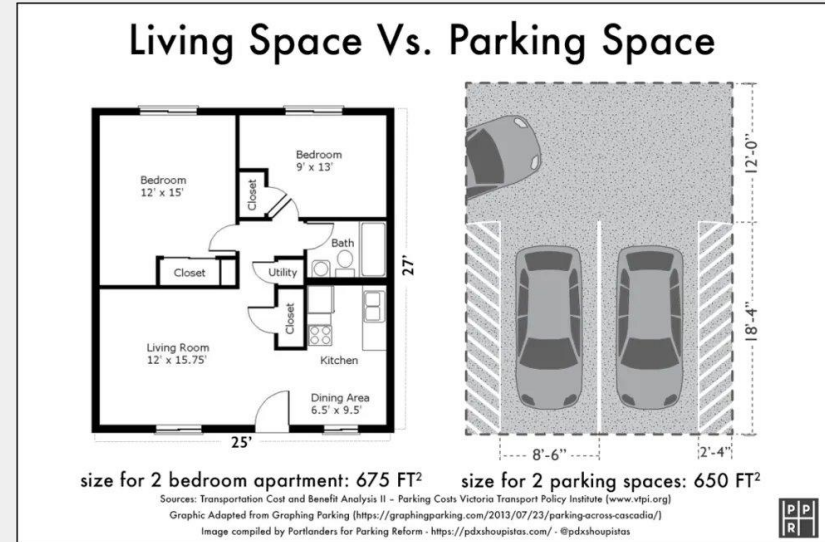 Living Space Vs. Parking Space
Bedroom
12' x 15'
Bedroom
9' x 13'
Closet
Bath
Closet
Utility
Closet
Living Room
12' x 15.75'
Kitchen
Dining Area
6.5' x 9.5'
27'
25'
12'-0"
18'-4"
8'-6"
2'-4"
size for 2 bedroom apartment: 675 FT²
size for 2 parking spaces: 650 FT²
Sources: Transportation Cost and Benefit Analysis II – Parking Costs Victoria Transport Policy Institute (www.vtpi.org)
Graphic Adapted from Graphing Parking (https://graphingparking.com/2013/07/23/parking-across-cascadia/)
Image compiled by Portlanders for Parking Reform - https://pdxshoupistas.com/ - @pdxshoupistas
PP
R